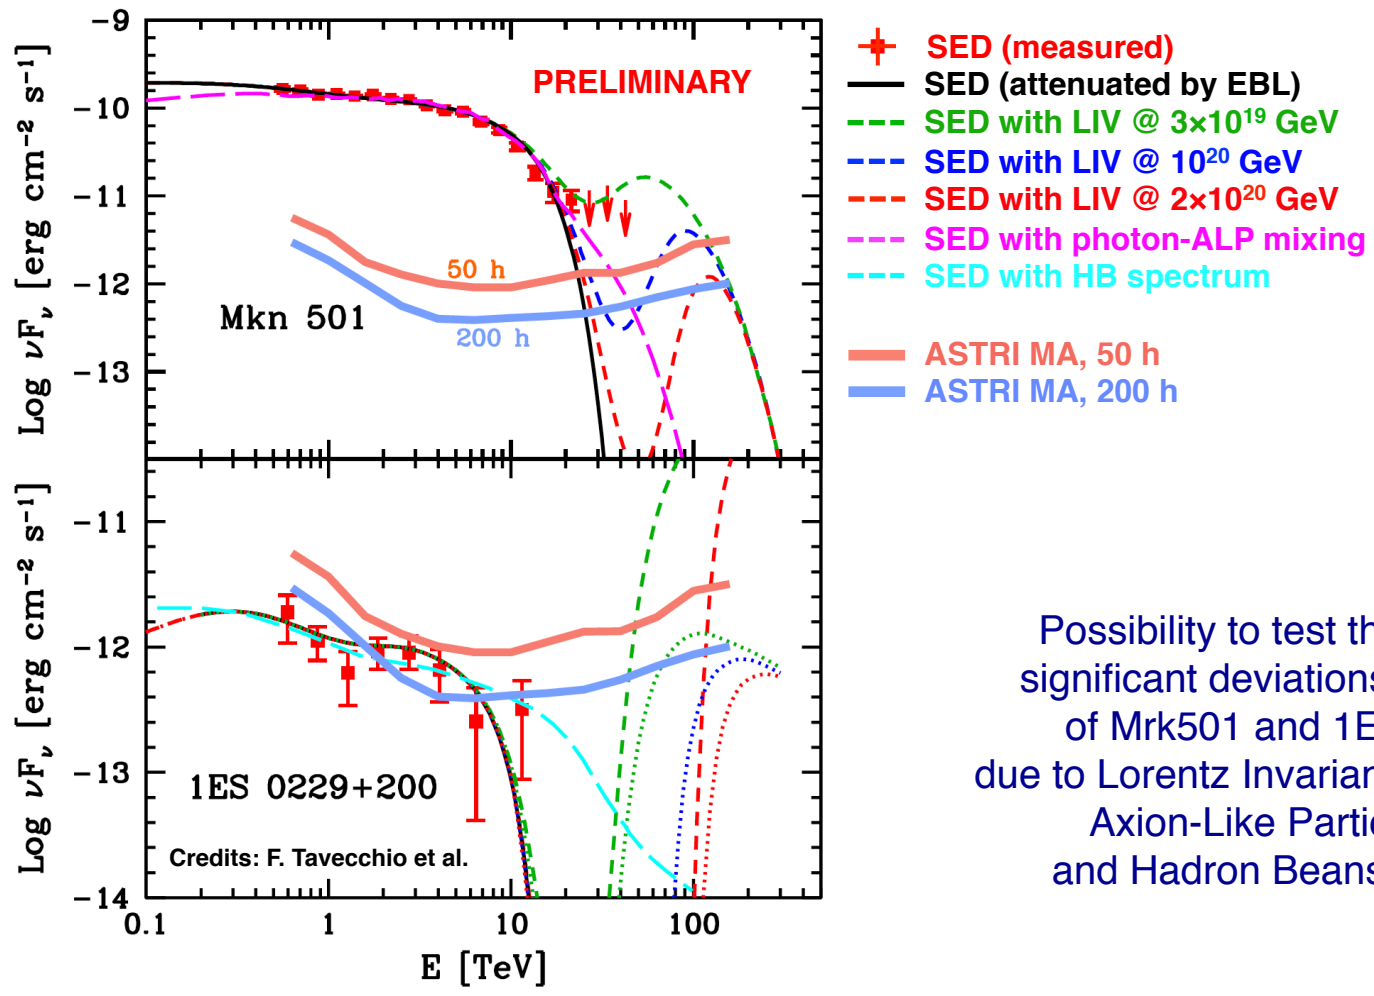 -9
-10
-11
-12
-13
Log νFν [erg cm⁻² s⁻¹]
PRELIMINARY
50 h
200 h
Mkn 501
SED (measured)
SED (attenuated by EBL)
SED with LIV @ 3×10¹⁹ GeV
SED with LIV @ 10²⁰ GeV
SED with LIV @ 2×10²⁰ GeV
SED with photon-ALP mixing
SED with HB spectrum
ASTRI MA, 50 h
ASTRI MA, 200 h
-11
-12
-13
-14
Log νFν [erg cm⁻² s⁻¹]
1ES 0229+200
Credits: F. Tavecchio et al.
0.1 1 10 100
E [TeV]
Possibility to test th
significant deviations
of Mrk501 and 1E
due to Lorentz Invarian
Axion-Like Partic
and Hadron Beans